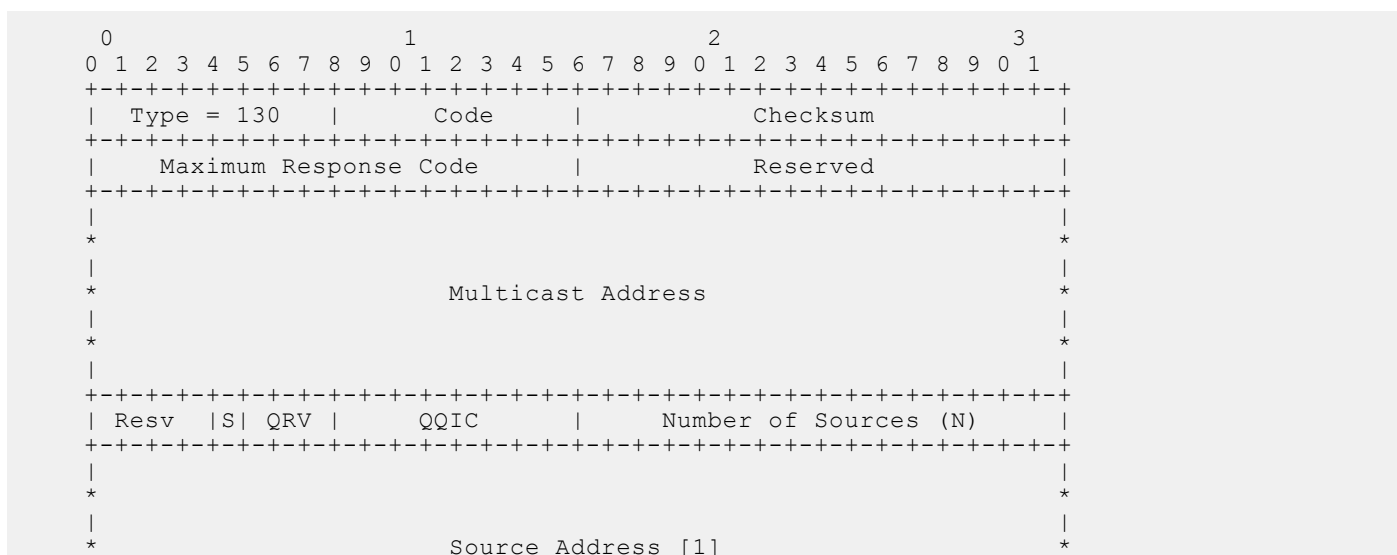 0                   1                   2                   3
0 1 2 3 4 5 6 7 8 9 0 1 2 3 4 5 6 7 8 9 0 1 2 3 4 5 6 7 8 9 0 1
+-+-+-+-+-+-+-+-+-+-+-+-+-+-+-+-+-+-+-+-+-+-+-+-+-+-+-+-+-+-+-+-+
|  Type = 130   |      Code     |           Checksum            |
+-+-+-+-+-+-+-+-+-+-+-+-+-+-+-+-+-+-+-+-+-+-+-+-+-+-+-+-+-+-+-+-+
|    Maximum Response Code      |           Reserved            |
+-+-+-+-+-+-+-+-+-+-+-+-+-+-+-+-+-+-+-+-+-+-+-+-+-+-+-+-+-+-+-+-+
|                                                               |
*                                                               *
|                                                               |
*                       Multicast Address                       *
|                                                               |
*                                                               *
|                                                               |
+-+-+-+-+-+-+-+-+-+-+-+-+-+-+-+-+-+-+-+-+-+-+-+-+-+-+-+-+-+-+-+-+
| Resv  |S| QRV |     QQIC      |     Number of Sources (N)     |
+-+-+-+-+-+-+-+-+-+-+-+-+-+-+-+-+-+-+-+-+-+-+-+-+-+-+-+-+-+-+-+-+
|                                                               |
*                                                               *
|                                                               |
*                       Source Address [1]                      *